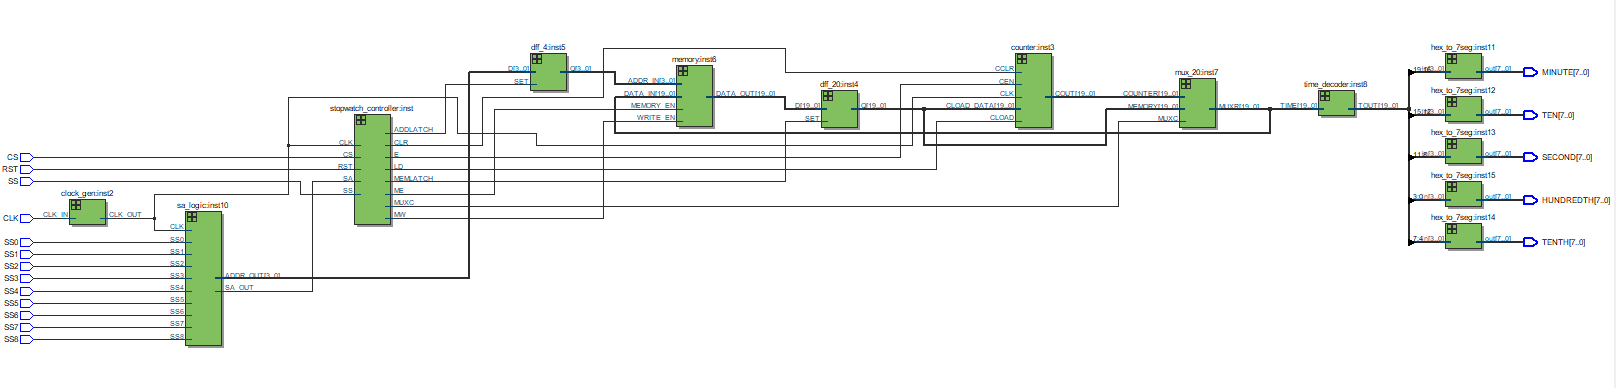 CS
RST
SS
CLK
SS0
SS1
SS2
SS3
SS4
SS5
SS6
SS7
SS8
clock_gen:inst2
CLK_IN
CLK_OUT
sa_logic:inst10
CLK
SS0
SS1
SS2
SS3
SS4
SS5
SS6
SS7
SS8
ADDR_OUT[3..0]
SA_OUT
stopwatch_controller:inst
CLK
CS
RST
SA
SS
ADDLATCH
CLR
E
LD
MEMLATCH
ME
MUXC
MW
dff_4:inst5
D[3..0]
SET
Q[3..0]
memory:inst6
ADDR_IN[3..0]
DATA_IN[19..0]
MEMORY_EN
WRITE_EN
DATA_OUT[19..0]
dff_20:inst4
D[19..0]
SET
Q[19..0]
counter:inst3
CCLR
CEN
CLK
CLOAD_DATA[19..0]
CLOAD
COUT[19..0]
mux_20:inst7
COUNTER[19..0]
MEMORY[19..0]
MUXC
MUXR[19..0]
time_decoder:inst8
TIME[19..0]
TOUT[19..0]
hex_to_7seg:inst11
out[7..0]
MINUTE[7..0]
hex_to_7seg:inst12
out[7..0]
TEN[7..0]
hex_to_7seg:inst13
out[7..0]
SECOND[7..0]
hex_to_7seg:inst15
3:0
out[7..0]
HUNDREDTH[7..0]
hex_to_7seg:inst14
7:4
out[7..0]
TENTH[7..0]